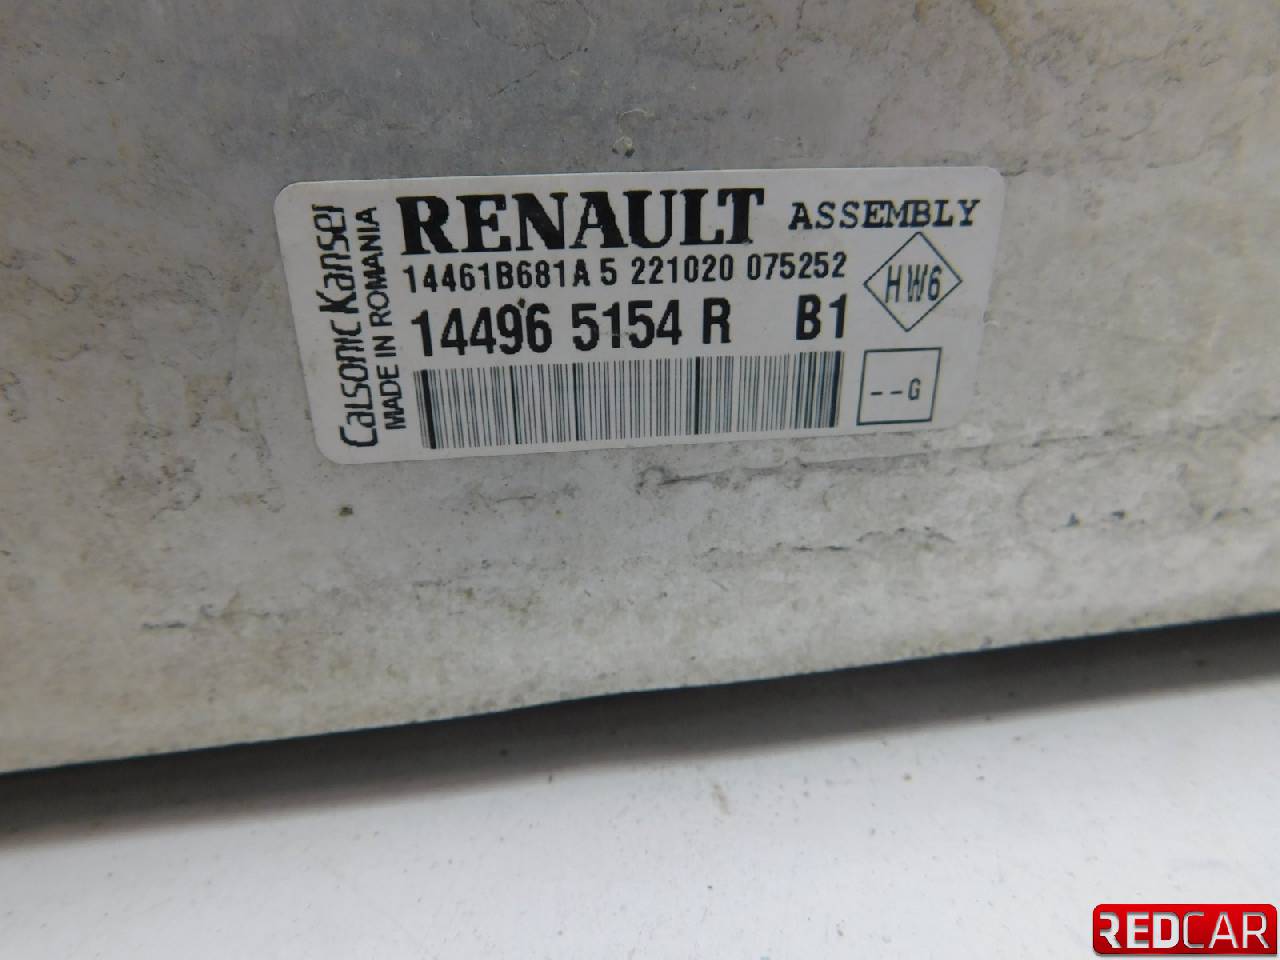 Calsonic Kansei
MADE IN ROMANIA
RENAULT ASSEMBLY
14461B681A 5 221020 075252
HW6
14496 5154 R B1
--G
REDCAR